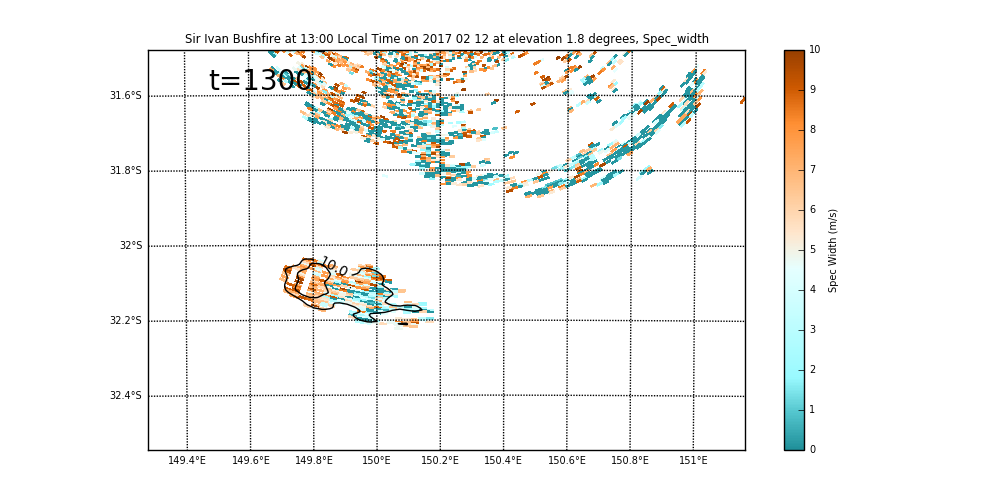 Sir Ivan Bushfire at 13:00 Local Time on 2017 02 12 at elevation 1.8 degrees, Spec_width
t=1300
31.6°S
31.8°S
32°S
32.2°S
32.4°S
10.0
149.4°E 149.6°E 149.8°E 150°E 150.2°E 150.4°E 150.6°E 150.8°E 151°E
10
9
8
7
6
5
4
3
2
1
0
Spec Width (m/s)